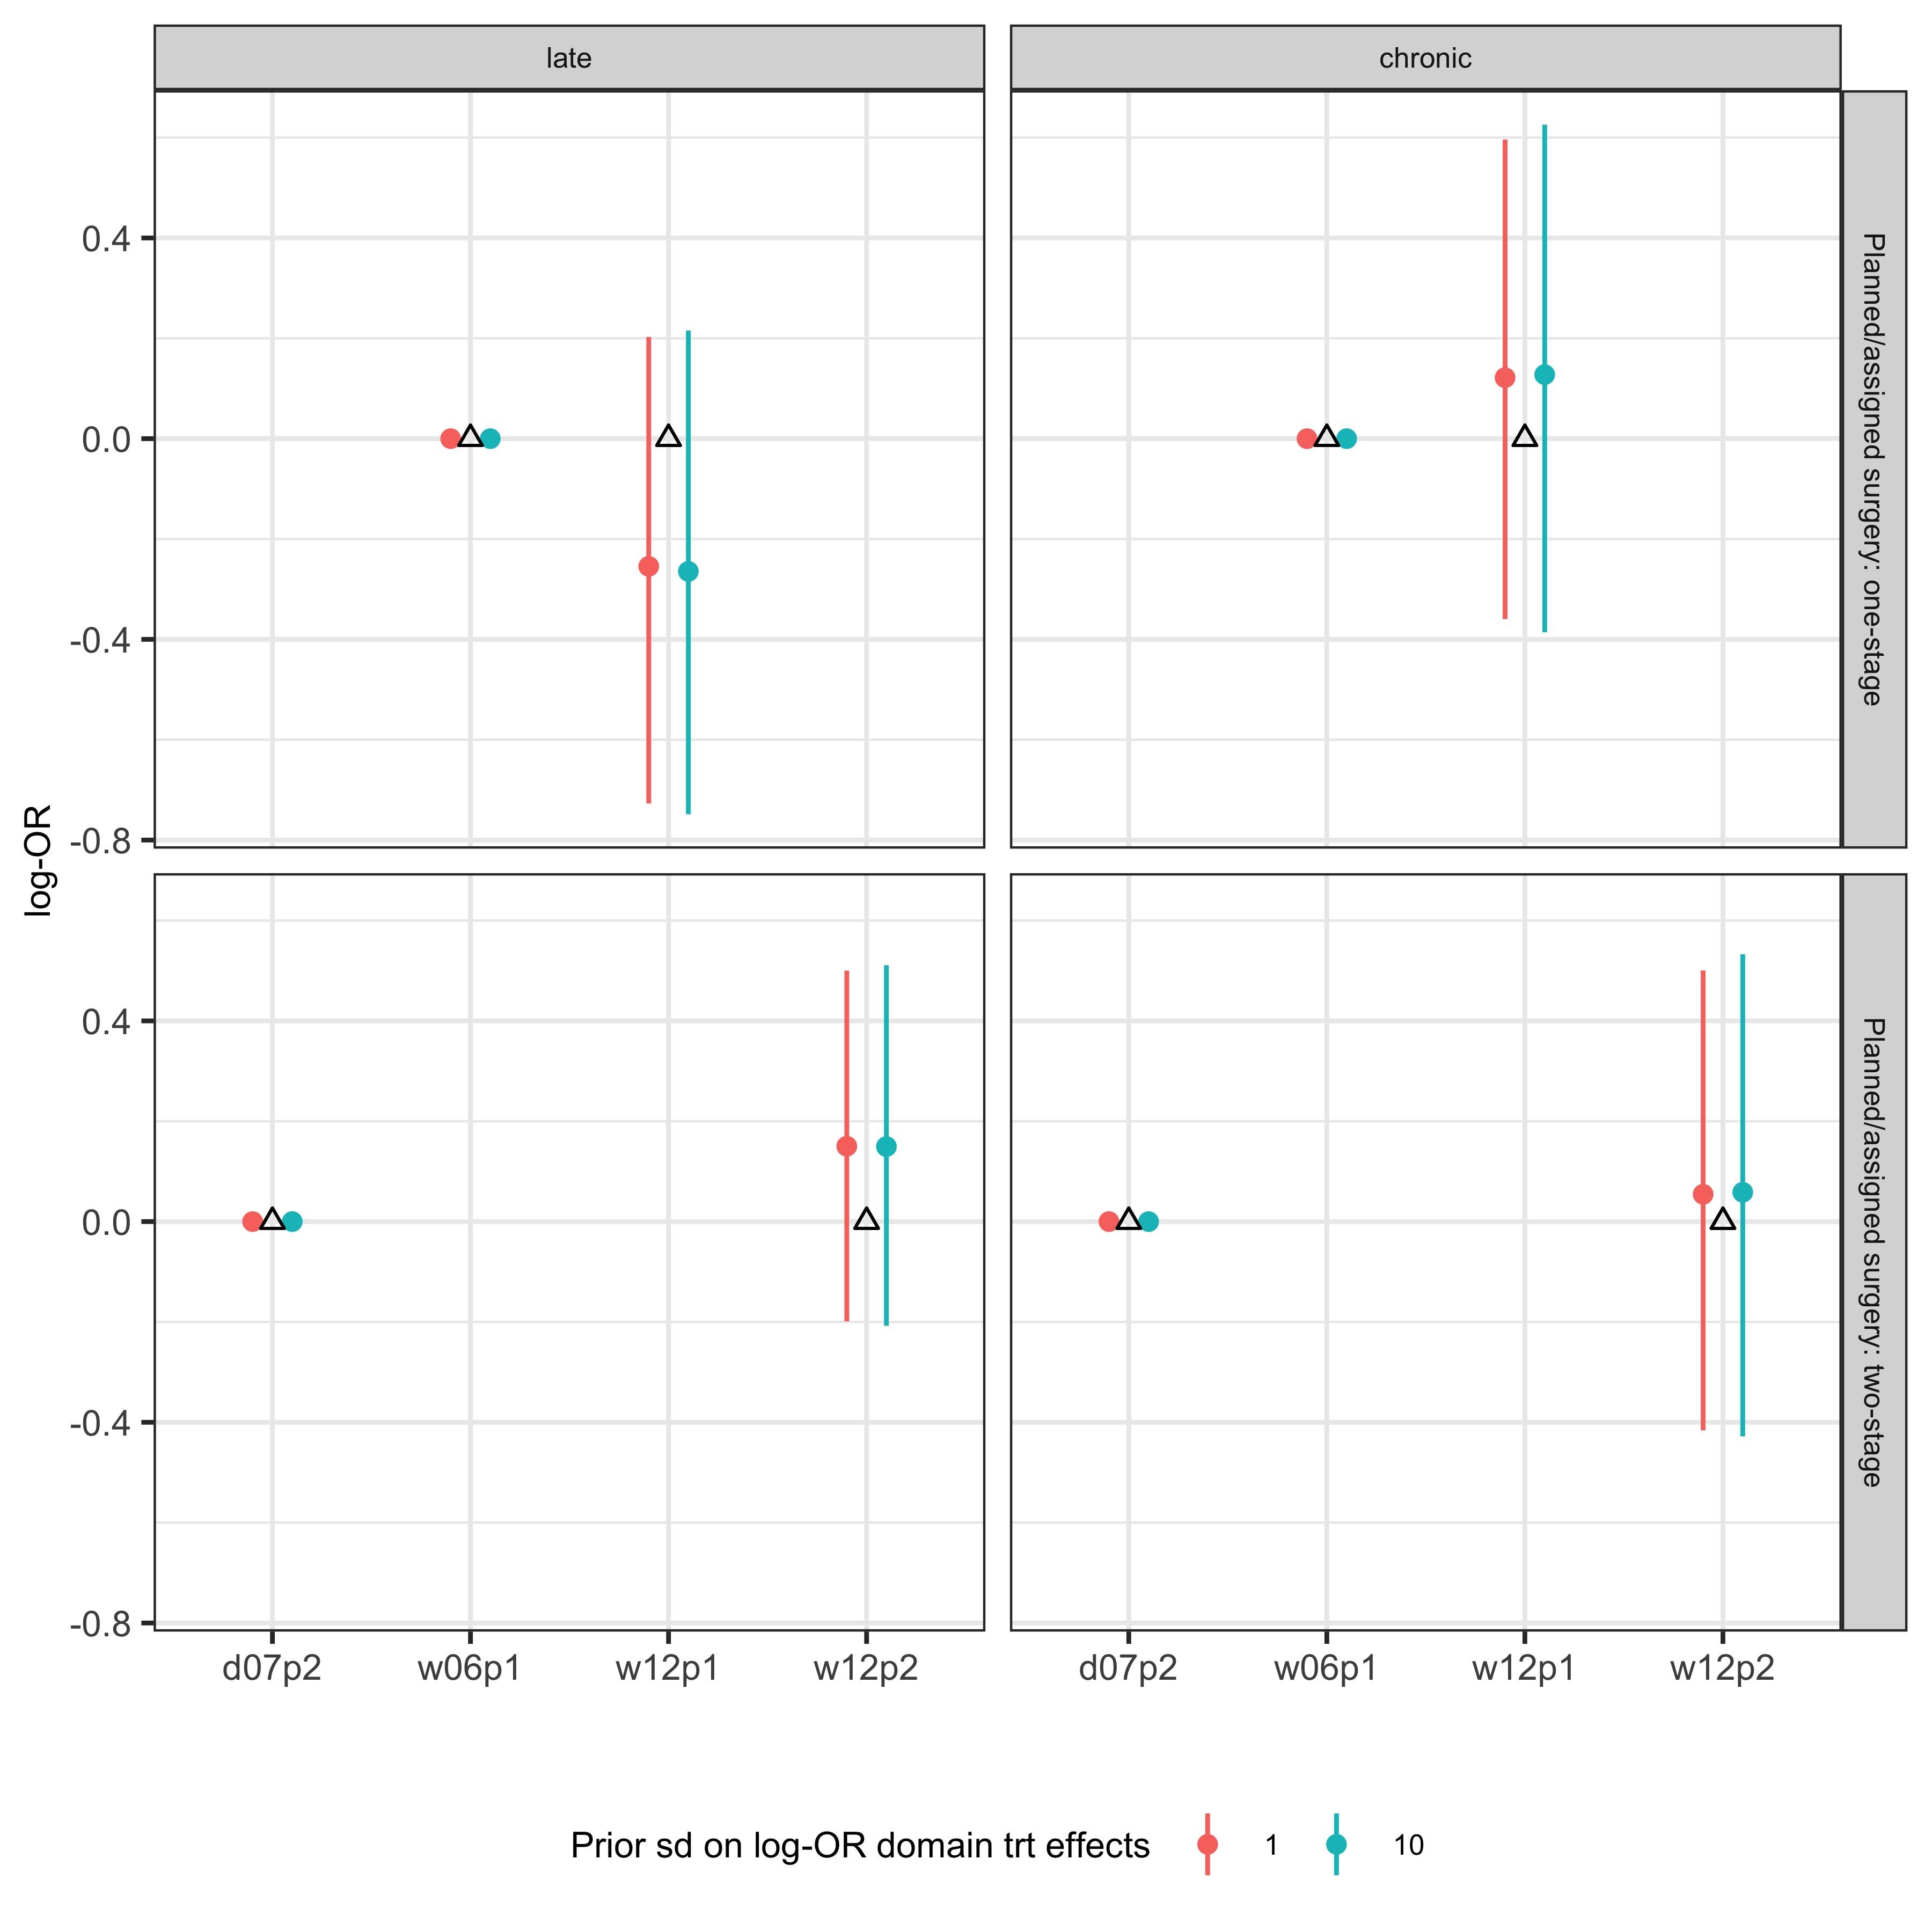 late
chronic
Planned/assigned surgery: one-stage
0.4
0.0
-0.4
-0.8
log-OR
Planned/assigned surgery: two-stage
0.4
0.0
-0.4
-0.8
d07p2 w06p1 w12p1 w12p2
d07p2 w06p1 w12p1 w12p2
Prior sd on log-OR domain trt effects 1 10